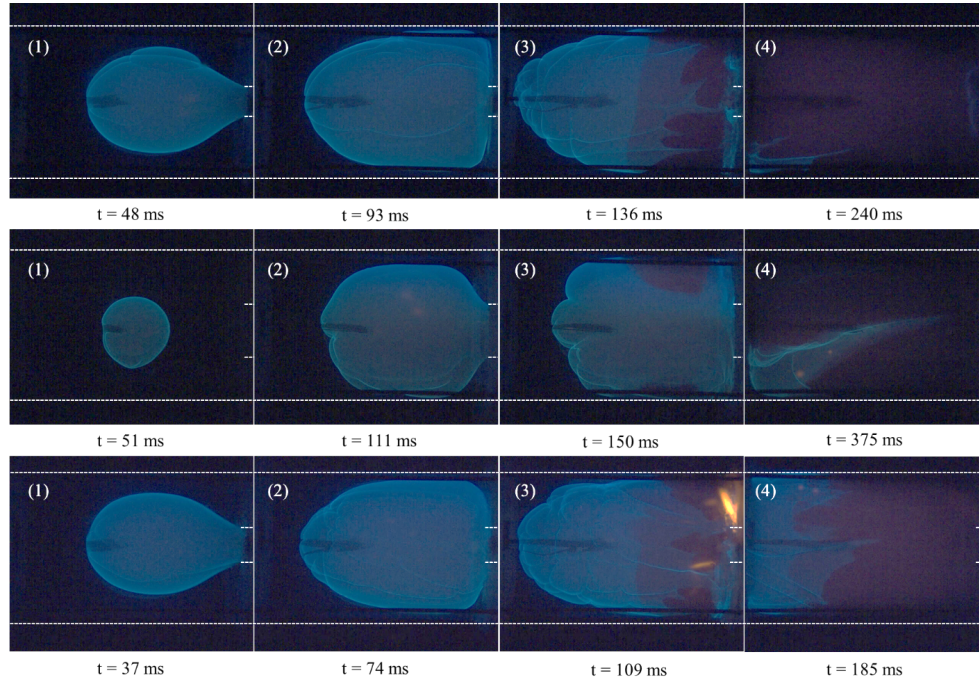 (1) (2) (3) (4)
t = 48 ms t = 93 ms t = 136 ms t = 240 ms
(1) (2) (3) (4)
t = 51 ms t = 111 ms t = 150 ms t = 375 ms
(1) (2) (3) (4)
t = 37 ms t = 74 ms t = 109 ms t = 185 ms